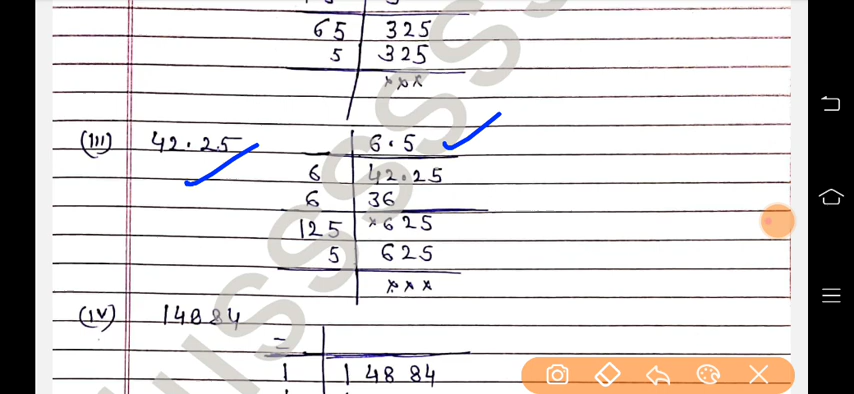 65 | 325
5 | 325
×××
(III) 42.25 6.5
6 | 42.25
6 | 36
125 | ×625
5 | 625
×××
(IV) 14884
=
1 | 1 48 84